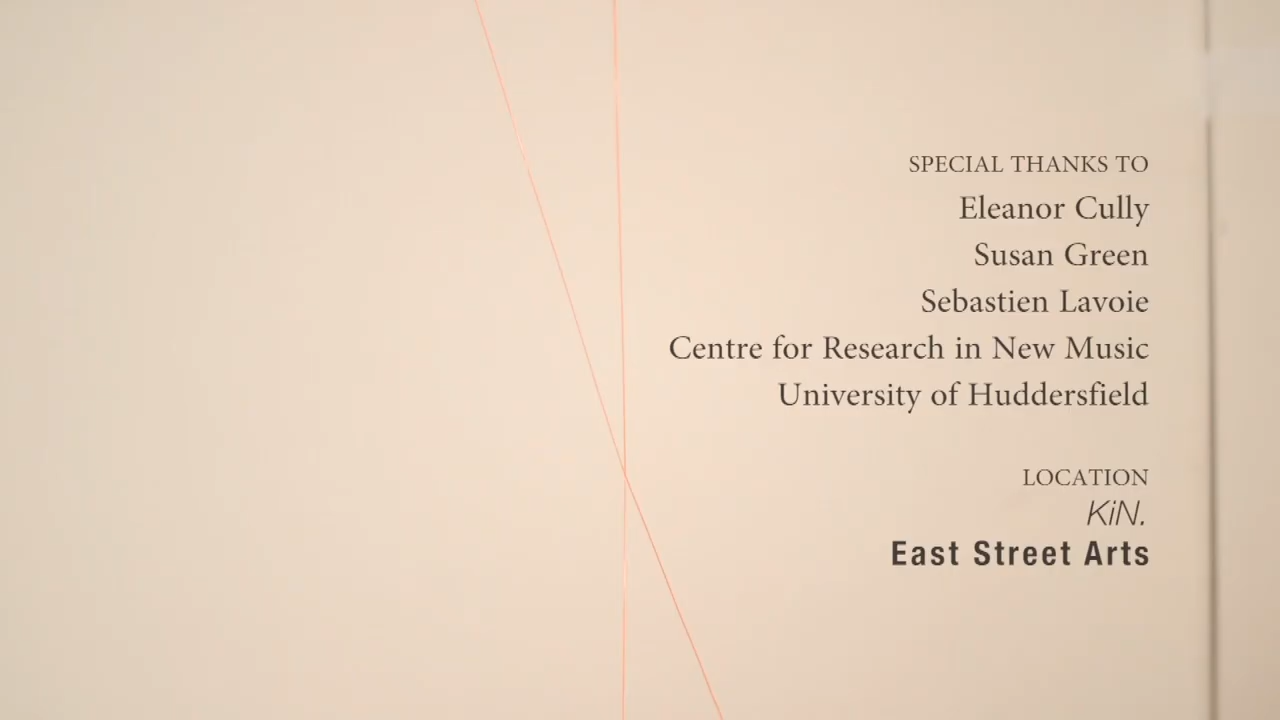 SPECIAL THANKS TO
Eleanor Cully
Susan Green
Sebastien Lavoie
Centre for Research in New Music
University of Huddersfield
LOCATION
KiN.
East Street Arts